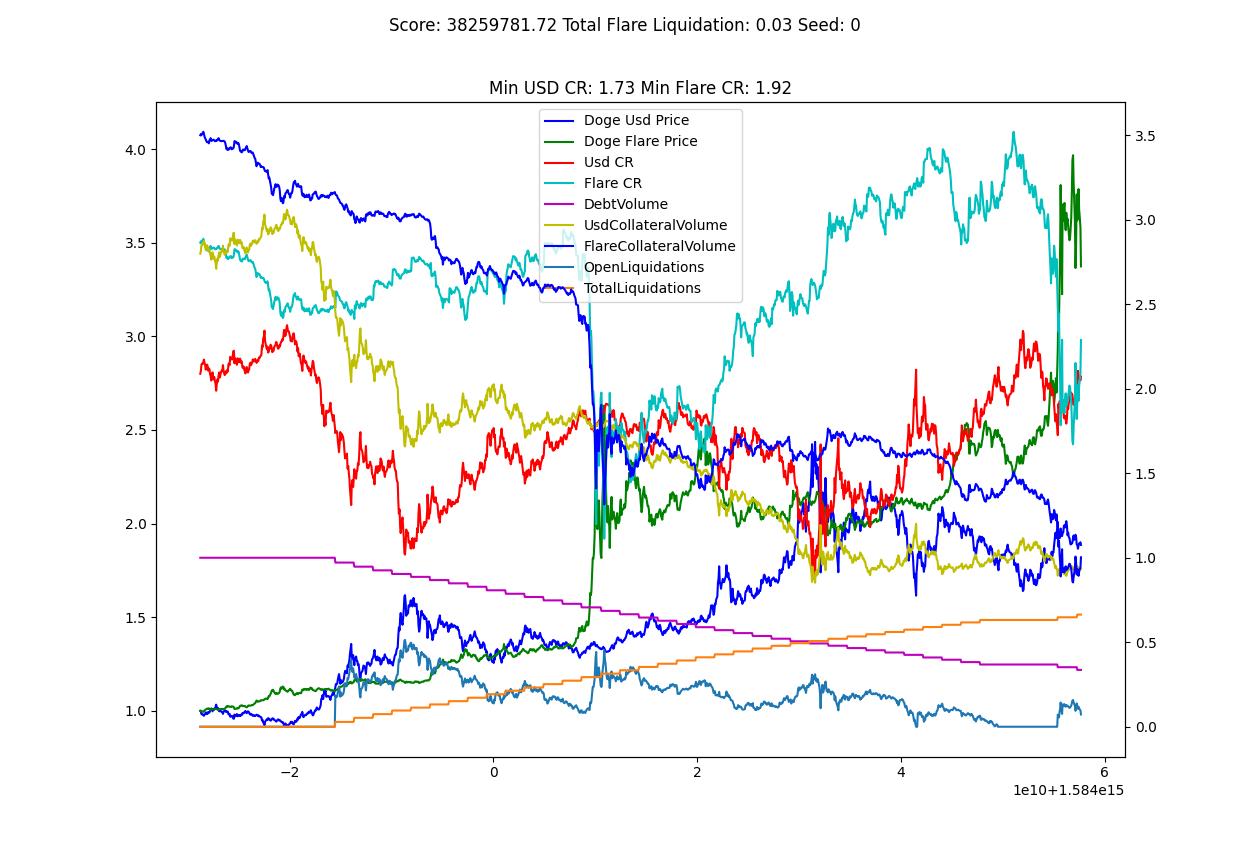 Score: 38259781.72 Total Flare Liquidation: 0.03 Seed: 0
Min USD CR: 1.73 Min Flare CR: 1.92
Doge Usd Price
Doge Flare Price
Usd CR
Flare CR
DebtVolume
UsdCollateralVolume
FlareCollateralVolume
OpenLiquidations
TotalLiquidations
4.0
3.5
3.0
2.5
2.0
1.5
1.0
3.5
3.0
2.5
2.0
1.5
1.0
0.5
0.0
−2 0 2 4 6
1e10+1.584e15